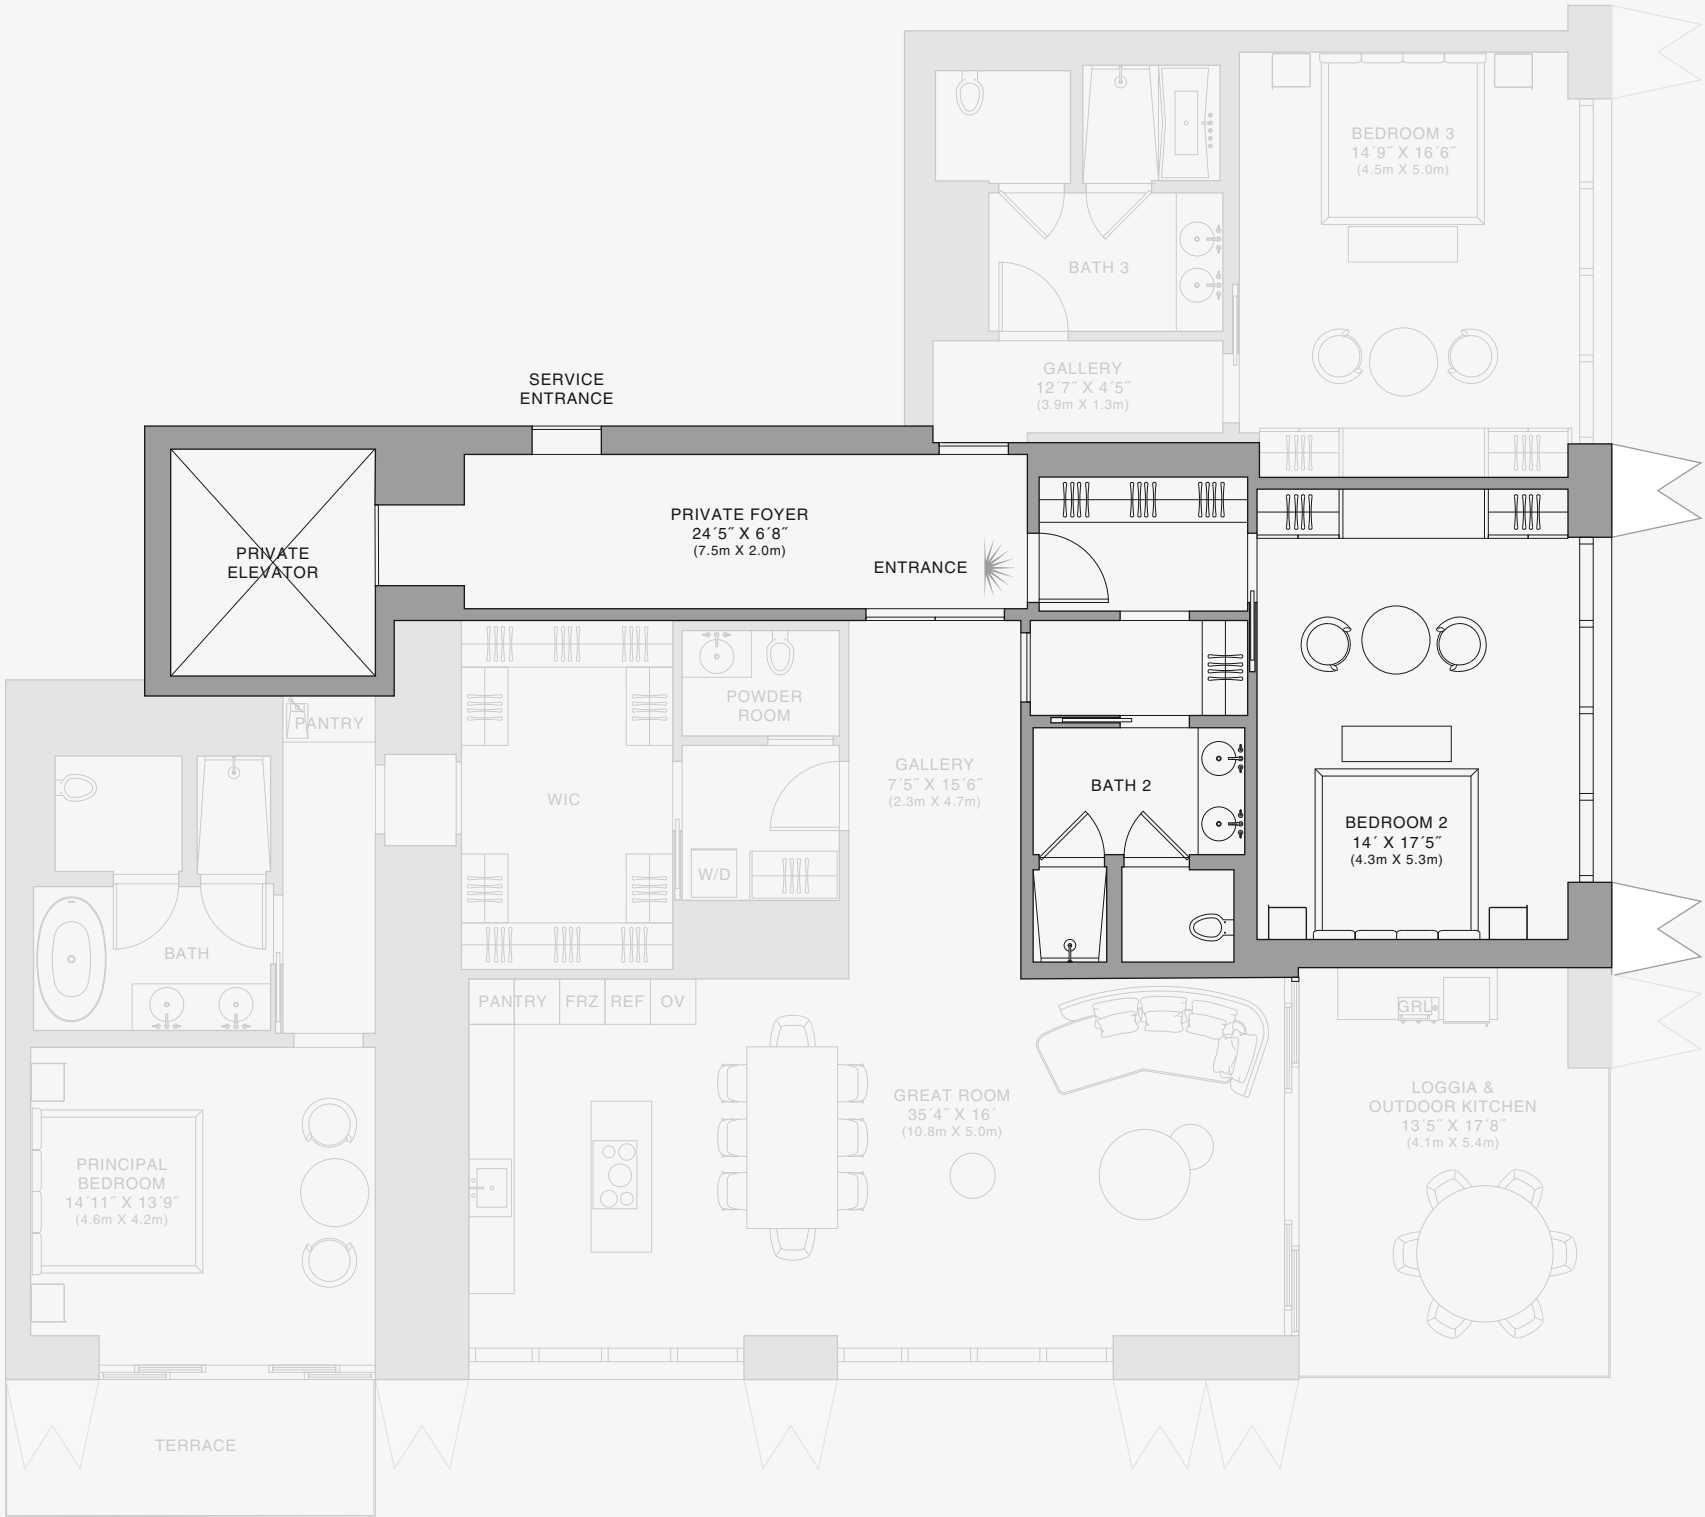 BEDROOM 3
14´9˝ X 16´6˝
(4.5m X 5.0m)
BATH 3
GALLERY
12´7˝ X 4´5˝
(3.9m X 1.3m)
SERVICE
ENTRANCE
PRIVATE FOYER
24´5˝ X 6´8˝
(7.5m X 2.0m)
PRIVATE
ELEVATOR
ENTRANCE
POWDER
ROOM
PANTRY
GALLERY
7´5˝ X 15´6˝
(2.3m X 4.7m)
WIC
BATH 2
BEDROOM 2
14´ X 17´5˝
(4.3m X 5.3m)
W/D
BATH
PANTRY
FRZ
REF
OV
GRL
GREAT ROOM
35´4˝ X 16´
(10.8m X 5.0m)
LOGGIA &
OUTDOOR KITCHEN
13´5˝ X 17´8˝
(4.1m X 5.4m)
PRINCIPAL
BEDROOM
14´11˝ X 13´9˝
(4.6m X 4.2m)
TERRACE